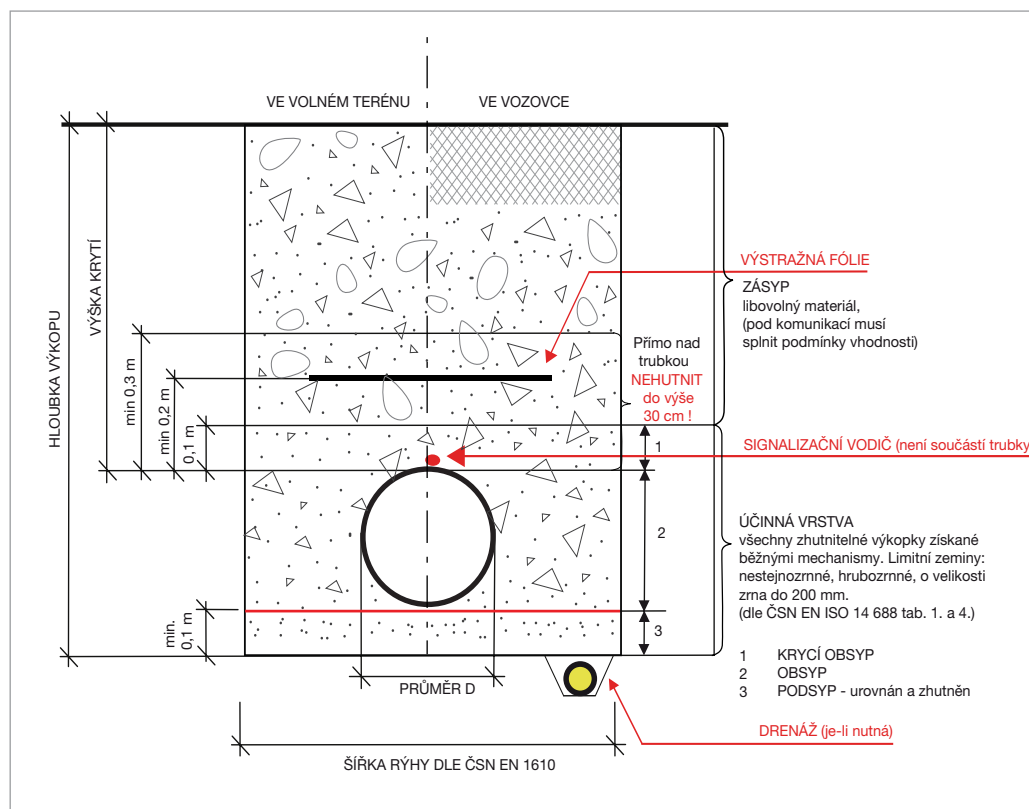 VE VOLNÉM TERÉNU
VE VOZOVCE
HLOUBKA VÝKOPU
VÝŠKA KRYTÍ
min 0,3 m
min 0,2 m
0,1 m
VÝSTRAŽNÁ FÓLIE
ZÁSYP
libovolný materiál,
(pod komunikací musí
splnit podmínky vhodnosti)
Přímo nad
trubkou
NEHUTNIT
do výše
30 cm !
1
SIGNALIZAČNÍ VODIČ (není součástí trubky)
2
ÚČINNÁ VRSTVA
všechny zhutnitelné výkopky získané
běžnými mechanismy. Limitní zeminy:
nestejnozrnné, hrubozrnné, o velikosti
zrna do 200 mm.
(dle ČSN EN ISO 14 688 tab. 1. a 4.)
min.
0,1 m
3
1 KRYCÍ OBSYP
2 OBSYP
3 PODSYP - urovnán a zhutněn
PRŮMĚR D
DRENÁŽ (je-li nutná)
ŠÍŘKA RÝHY DLE ČSN EN 1610